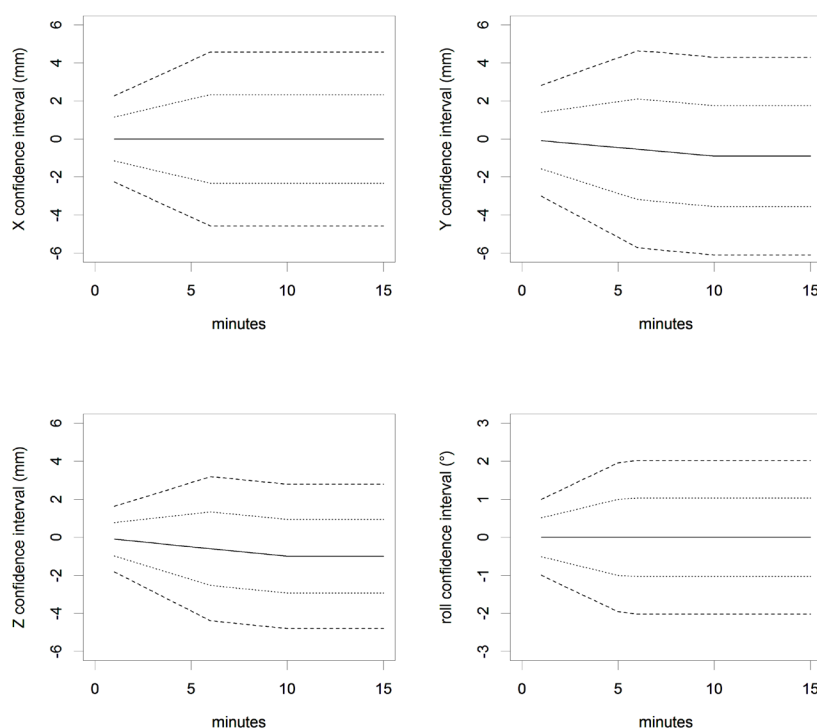 X confidence interval (mm)
6
4
2
0
-2
-4
-6
0 5 10 15
minutes
Y confidence interval (mm)
6
4
2
0
-2
-4
-6
0 5 10 15
minutes
Z confidence interval (mm)
6
4
2
0
-2
-4
-6
0 5 10 15
minutes
roll confidence interval (°)
3
2
1
0
-1
-2
-3
0 5 10 15
minutes